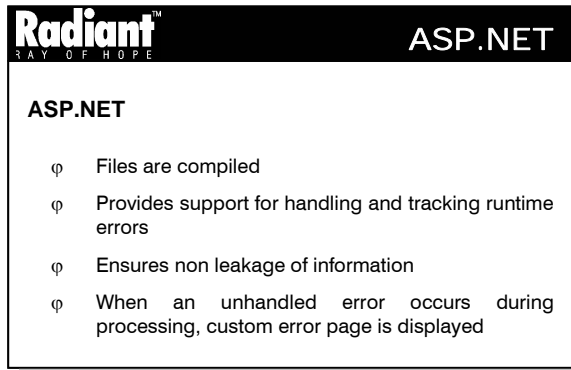 Radiant™
RAY OF HOPE
ASP.NET
ASP.NET
φ Files are compiled
φ Provides support for handling and tracking runtime
errors
φ Ensures non leakage of information
φ When an unhandled error occurs during
processing, custom error page is displayed